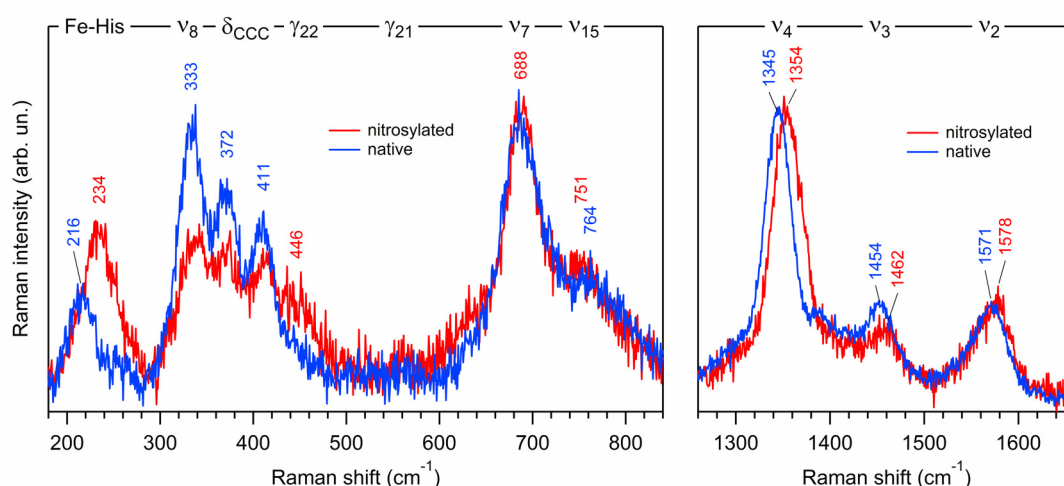 Fe-His ν8 δCCC γ22 γ21 ν7 ν15
ν4 ν3 ν2
216
234
333
372
411
446
688
751
764
nitrosylated
native
1345
1354
1454
1462
1571
1578
nitrosylated
native
Raman intensity (arb. un.)
200 300 400 500 600 700 800
1300 1400 1500 1600
Raman shift (cm⁻¹)
Raman shift (cm⁻¹)